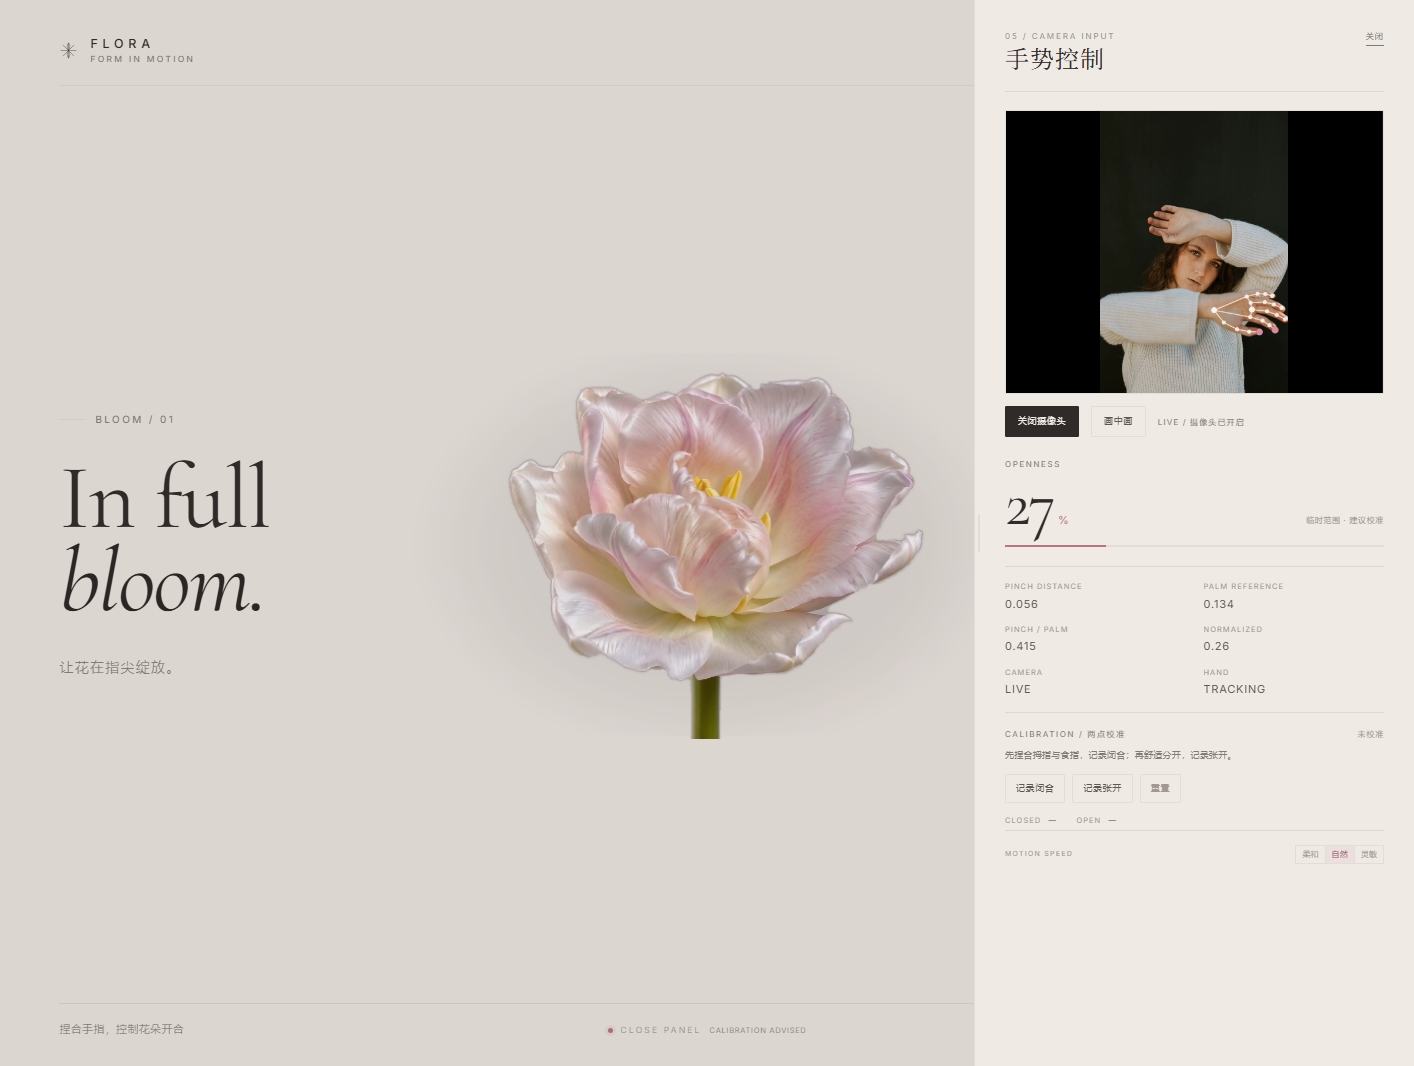 FLORA
FORM IN MOTION
BLOOM / 01
In full
bloom.
让花在指尖绽放。
捏合手指，控制花朵开合
CLOSE PANEL CALIBRATION ADVISED
05 / CAMERA INPUT
关闭
手势控制
关闭摄像头
画中画
LIVE / 摄像头已开启
OPENNESS
27 %
临时范围 · 建议校准
PINCH DISTANCE
PALM REFERENCE
0.056
0.134
PINCH / PALM
NORMALIZED
0.415
0.26
CAMERA
HAND
LIVE
TRACKING
CALIBRATION / 两点校准
未校准
先捏合拇指与食指，记录闭合；再舒适分开，记录张开。
记录闭合
记录张开
重置
CLOSED —
OPEN —
MOTION SPEED
柔和
自然
灵敏